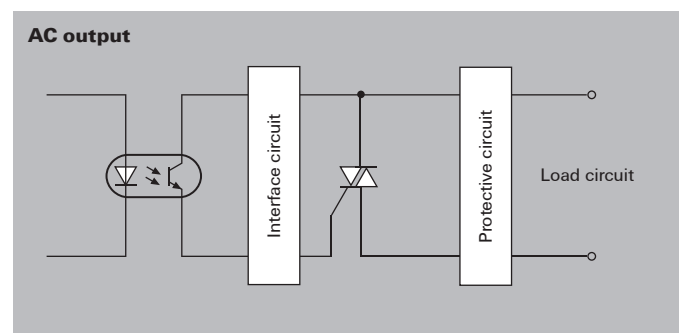 AC output
Interface circuit
Protective circuit
Load circuit